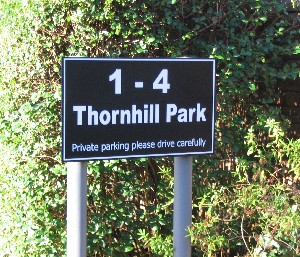 1 - 4
Thornhill Park
Private parking please drive carefully